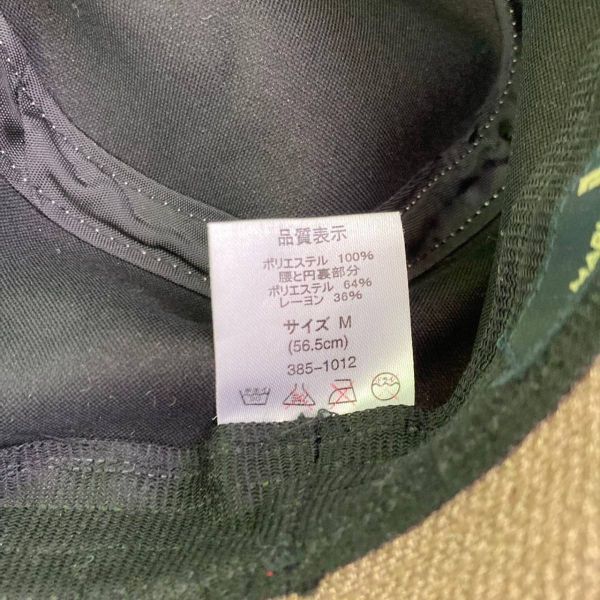 品質表示
ポリエステル 100%
腰と円裏部分
ポリエステル 64%
レーヨン 36%
サイズ M
(56.5cm)
385-1012
MAD